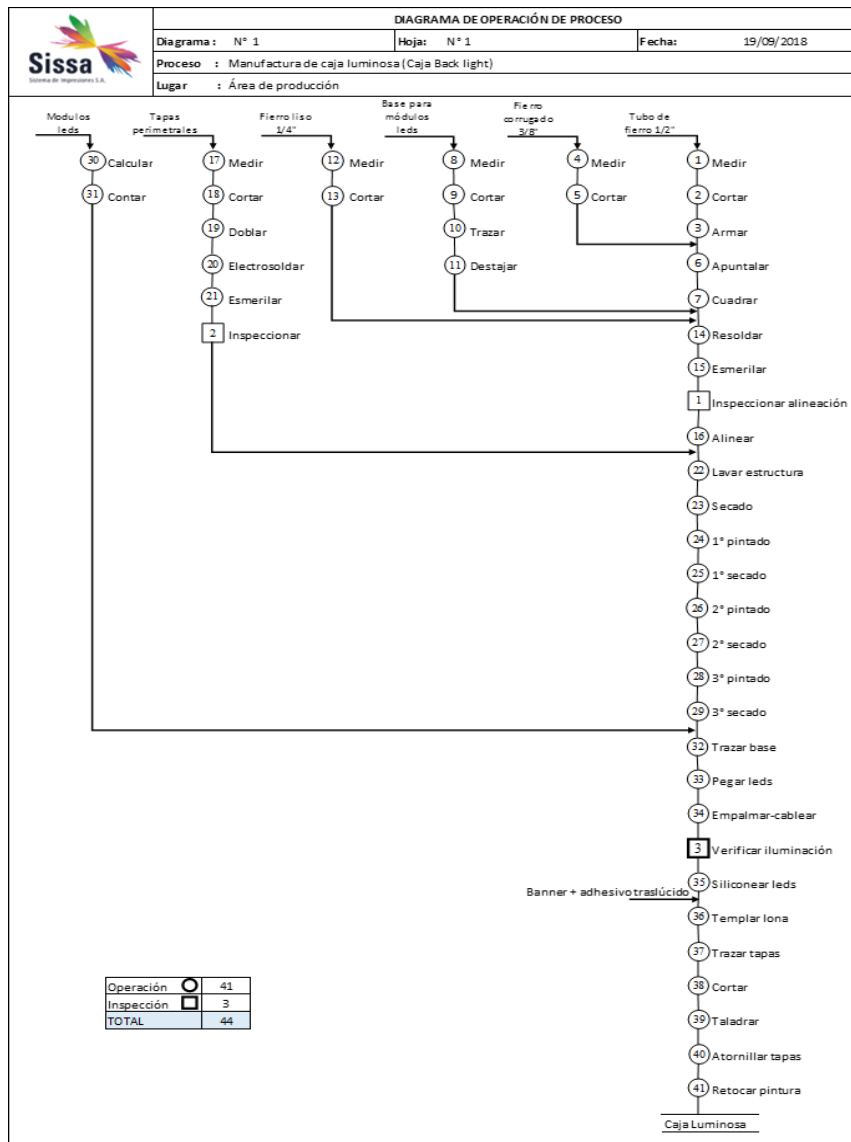 DIAGRAMA DE OPERACIÓN DE PROCESO
Sissa
Sistema de Impresiones S.A.
Diagrama: N° 1 Hoja: N° 1 Fecha: 19/09/2018
Proceso : Manufactura de caja luminosa (Caja Back light)
Lugar : Área de producción
Modulos leds
Tapas perimetrales
Fierro liso 1/4"
Base para módulos leds
Fierro corrugado 3/8"
Tubo de fierro 1/2"
30 Calcular
31 Contar
17 Medir
18 Cortar
19 Doblar
20 Electrosoldar
21 Esmerilar
2 Inspeccionar
12 Medir
13 Cortar
8 Medir
9 Cortar
10 Trazar
11 Destajar
4 Medir
5 Cortar
1 Medir
2 Cortar
3 Armar
6 Apuntalar
7 Cuadrar
14 Resoldar
15 Esmerilar
1 Inspeccionar alineación
16 Alinear
22 Lavar estructura
23 Secado
24 1° pintado
25 1° secado
26 2° pintado
27 2° secado
28 3° pintado
29 3° secado
32 Trazar base
33 Pegar leds
34 Empalmar-cablear
3 Verificar iluminación
35 Siliconear leds
Banner + adhesivo traslúcido
36 Templar lona
37 Trazar tapas
38 Cortar
39 Taladrar
40 Atornillar tapas
41 Retocar pintura
Caja Luminosa
Operación 41
Inspección 3
TOTAL 44